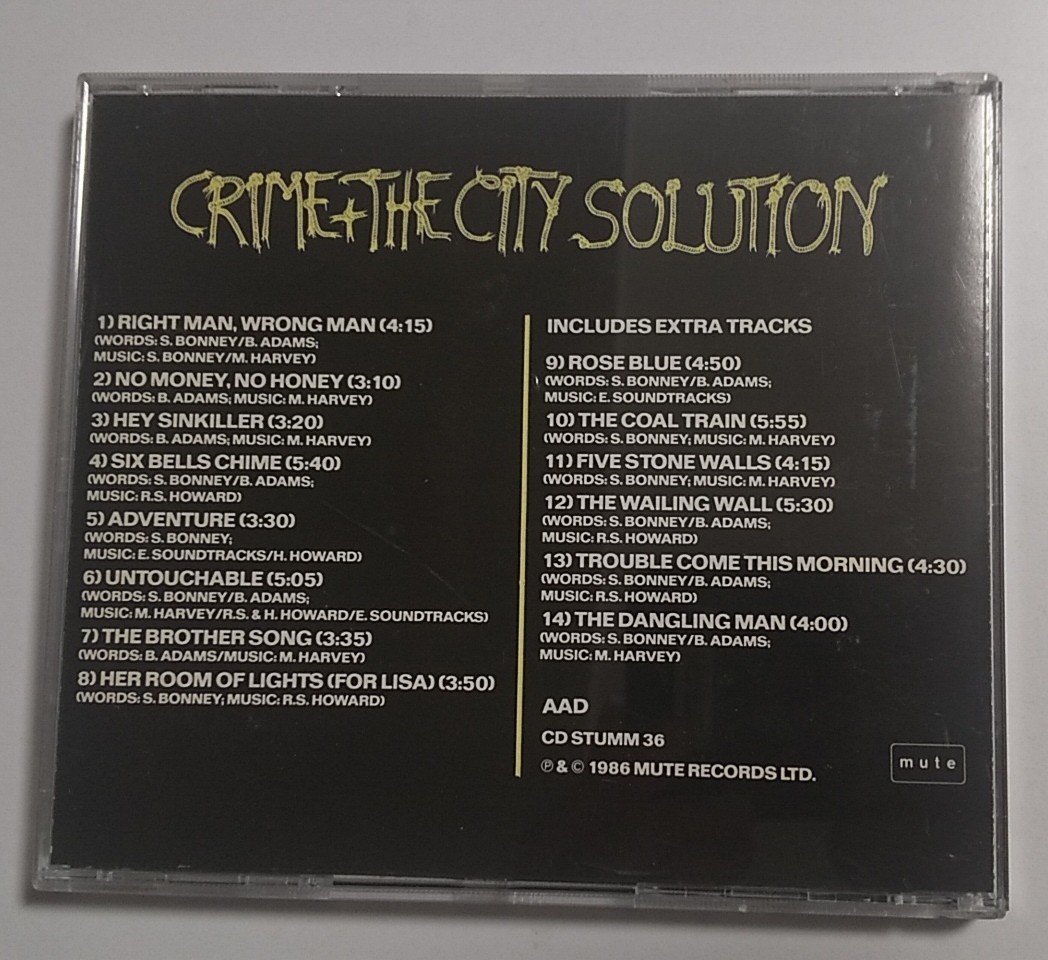 CRIME+THE CITY SOLUTION
1) RIGHT MAN, WRONG MAN (4:15)
(WORDS: S. BONNEY/B. ADAMS;
MUSIC: S. BONNEY/M. HARVEY)
2) NO MONEY, NO HONEY (3:10)
(WORDS: B. ADAMS; MUSIC: M. HARVEY)
3) HEY SINKILLER (3:20)
(WORDS: B. ADAMS; MUSIC: M. HARVEY)
4) SIX BELLS CHIME (5:40)
(WORDS: S. BONNEY/B. ADAMS;
MUSIC: R.S. HOWARD)
5) ADVENTURE (3:30)
(WORDS: S. BONNEY;
MUSIC: E. SOUNDTRACKS/H. HOWARD)
6) UNTOUCHABLE (5:05)
(WORDS: S. BONNEY/B. ADAMS;
MUSIC: M. HARVEY/R.S. & H. HOWARD/E. SOUNDTRACKS)
7) THE BROTHER SONG (3:35)
(WORDS: B. ADAMS/MUSIC: M. HARVEY)
8) HER ROOM OF LIGHTS (FOR LISA) (3:50)
(WORDS: S. BONNEY; MUSIC: R.S. HOWARD)
INCLUDES EXTRA TRACKS
9) ROSE BLUE (4:50)
(WORDS: S. BONNEY/B. ADAMS;
MUSIC: E. SOUNDTRACKS)
10) THE COAL TRAIN (5:55)
(WORDS: S. BONNEY; MUSIC: M. HARVEY)
11) FIVE STONE WALLS (4:15)
(WORDS: S. BONNEY; MUSIC: M. HARVEY)
12) THE WAILING WALL (5:30)
(WORDS: S. BONNEY/B. ADAMS;
MUSIC: R.S. HOWARD)
13) TROUBLE COME THIS MORNING (4:30)
(WORDS: S. BONNEY/B. ADAMS;
MUSIC: R.S. HOWARD)
14) THE DANGLING MAN (4:00)
(WORDS: S. BONNEY/B. ADAMS;
MUSIC: M. HARVEY)
AAD
CD STUMM 36
℗ & © 1986 MUTE RECORDS LTD.
mute